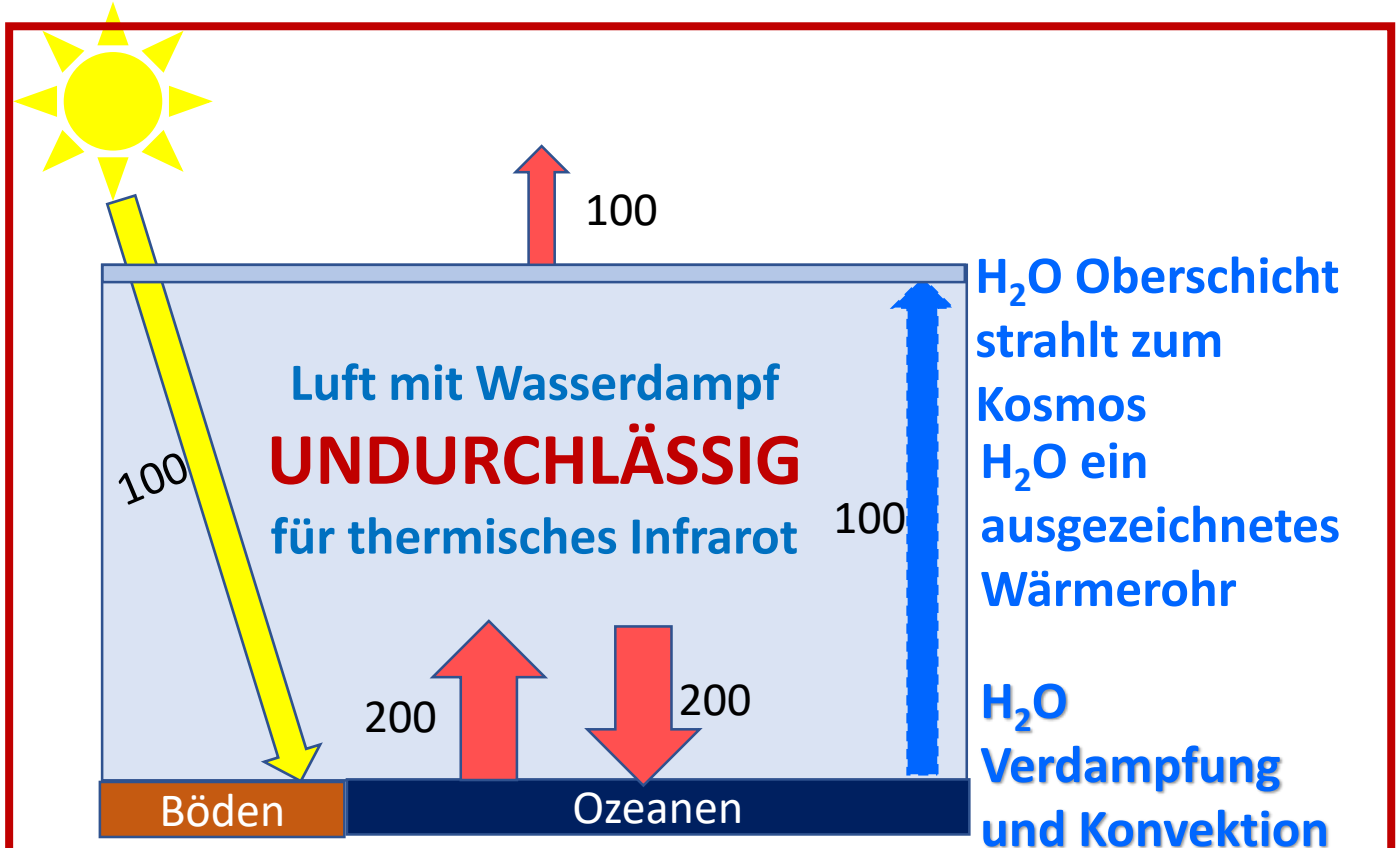 100
H₂O Oberschicht
strahlt zum
Kosmos
Luft mit Wasserdampf
UNDURCHLÄSSIG
für thermisches Infrarot
100
100
H₂O ein
ausgezeichnetes
Wärmerohr
200
200
H₂O
Verdampfung
und Konvektion
Böden
Ozeanen